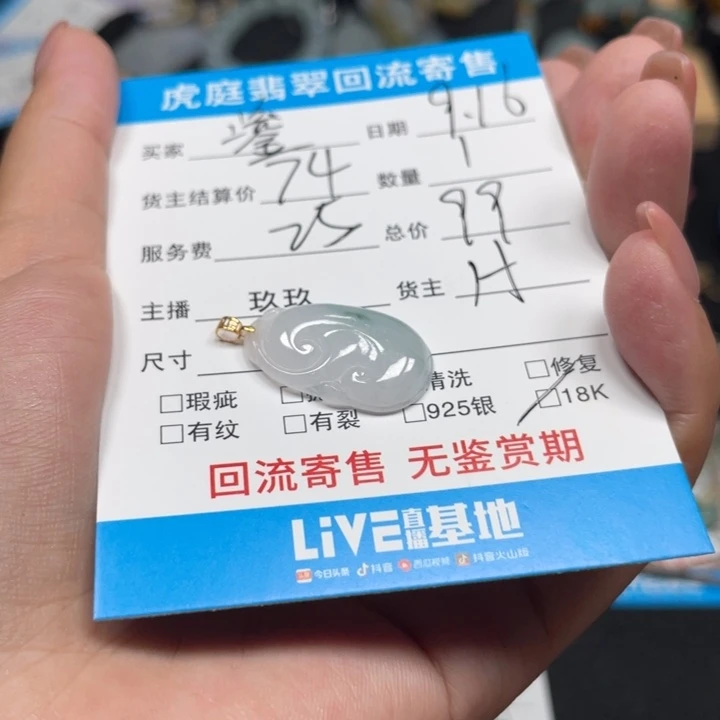 虎庭翡翠回流寄售
买家 日期 9.16
货主结算价 74 数量 1
服务费 25 总价 99
主播 玖玖 货主 H
尺寸
□瑕疵 □ 清洗 □修复
□有纹 □有裂 □925银 □18K
回流寄售 无鉴赏期
LiVE直播基地
今日头条 抖音 西瓜视频 抖音火山版